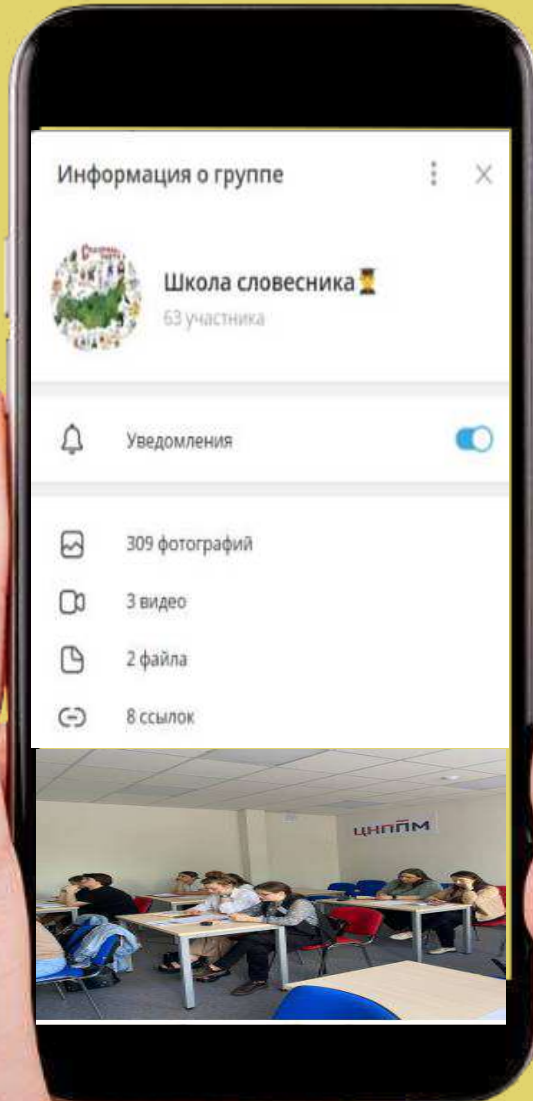 Информация о группе
Школа словесника
63 участника
Уведомления
309 фотографий
3 видео
2 файла
8 ссылок
ЦНППМ